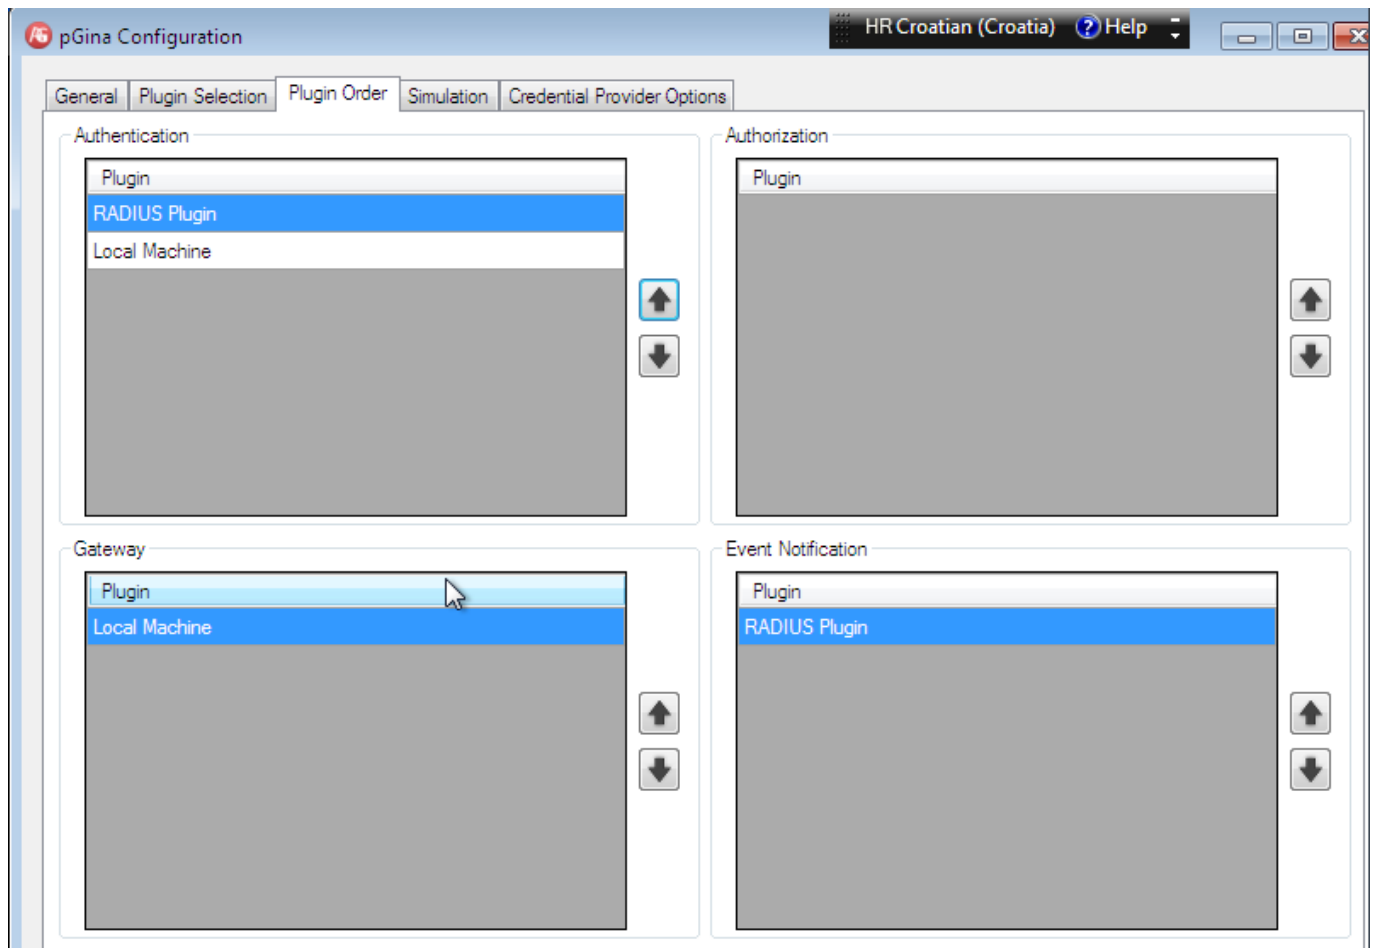 pGina Configuration
HR Croatian (Croatia) Help
General Plugin Selection Plugin Order Simulation Credential Provider Options
Authentication
Plugin
RADIUS Plugin
Local Machine
Authorization
Plugin
Gateway
Plugin
Local Machine
Event Notification
Plugin
RADIUS Plugin